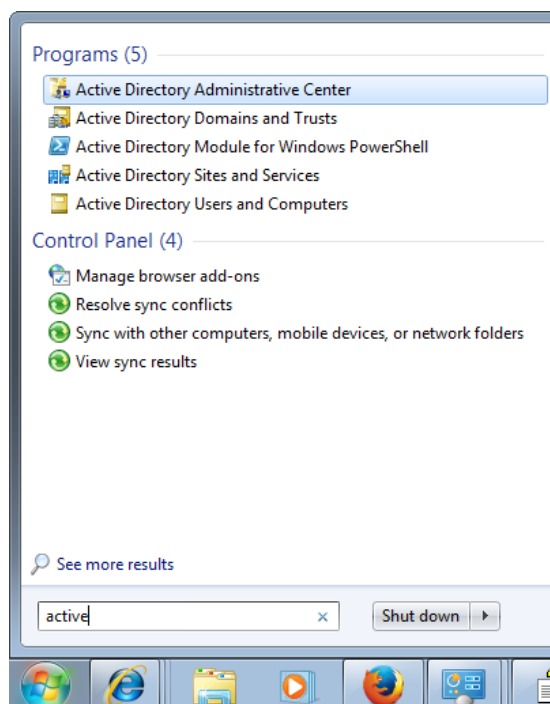 Programs (5)
Active Directory Administrative Center
Active Directory Domains and Trusts
Active Directory Module for Windows PowerShell
Active Directory Sites and Services
Active Directory Users and Computers
Control Panel (4)
Manage browser add-ons
Resolve sync conflicts
Sync with other computers, mobile devices, or network folders
View sync results
See more results
active
Shut down